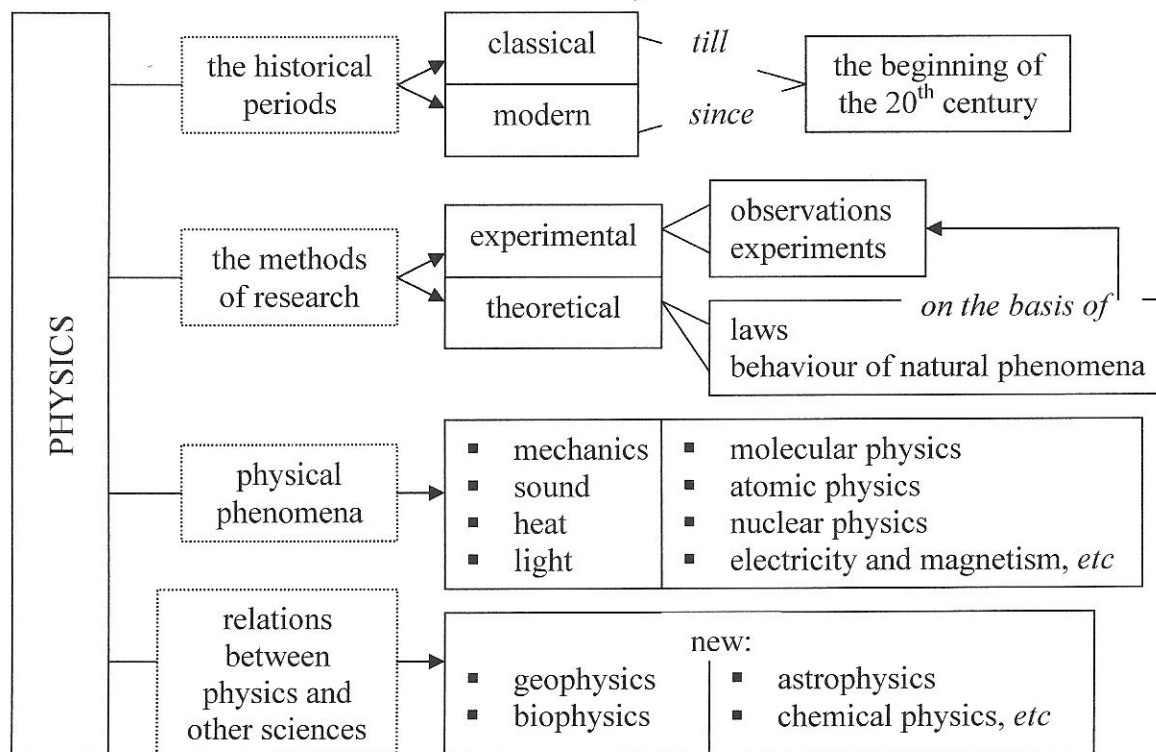 PHYSICS
the historical
periods
classical
modern
till
since
the beginning of
the 20th century
the methods
of research
experimental
theoretical
observations
experiments
on the basis of
laws
behaviour of natural phenomena
physical
phenomena
▪ mechanics
▪ sound
▪ heat
▪ light
▪ molecular physics
▪ atomic physics
▪ nuclear physics
▪ electricity and magnetism, etc
relations
between
physics and
other sciences
new:
▪ geophysics
▪ biophysics
▪ astrophysics
▪ chemical physics, etc